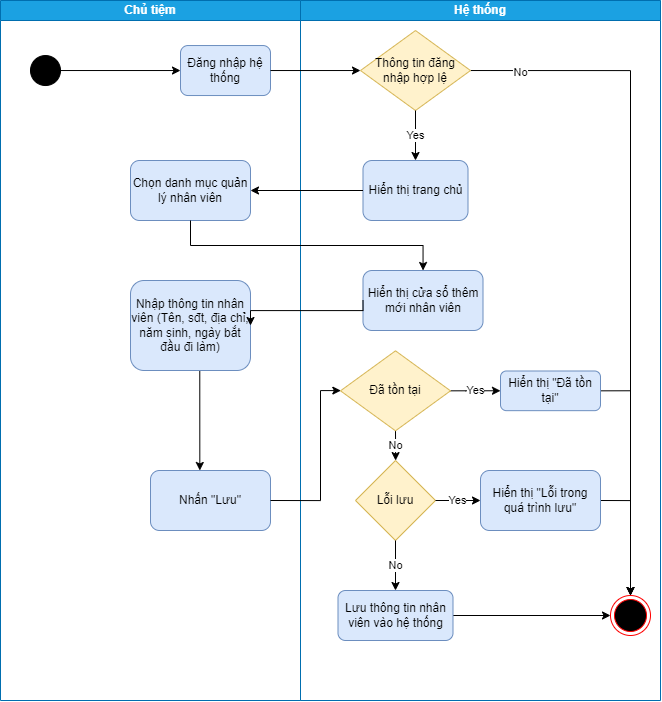 Chủ tiệm
Hệ thống
Đăng nhập hệ
thống
Thông tin đăng
nhập hợp lệ
No
Yes
Chọn danh mục quản
lý nhân viên
Hiển thị trang chủ
Hiển thị cửa sổ thêm
mới nhân viên
Nhập thông tin nhân
viên (Tên, sđt, địa chỉ,
năm sinh, ngày bắt
đầu đi làm)
Đã tồn tại
Yes
Hiển thị "Đã tồn
tại"
No
Nhấn "Lưu"
Lỗi lưu
Yes
Hiển thị "Lỗi trong
quá trình lưu"
No
Lưu thông tin nhân
viên vào hệ thống